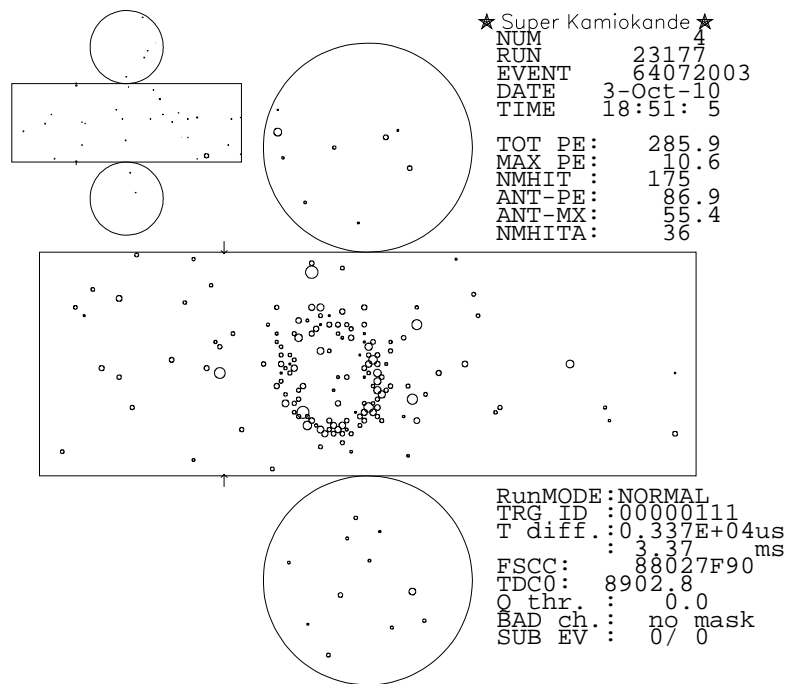 ★ Super Kamiokande ★
NUM 4
RUN 23177
EVENT 64072003
DATE 3-Oct-10
TIME 18:51: 5
TOT PE: 285.9
MAX PE: 10.6
NMHIT : 175
ANT-PE: 86.9
ANT-MX: 55.4
NMHITA: 36
RunMODE:NORMAL
TRG ID :00000111
T diff.:0.337E+04us
: 3.37 ms
FSCC: 88027F90
TDC0: 8902.8
Q thr. : 0.0
BAD ch.: no mask
SUB EV : 0/ 0